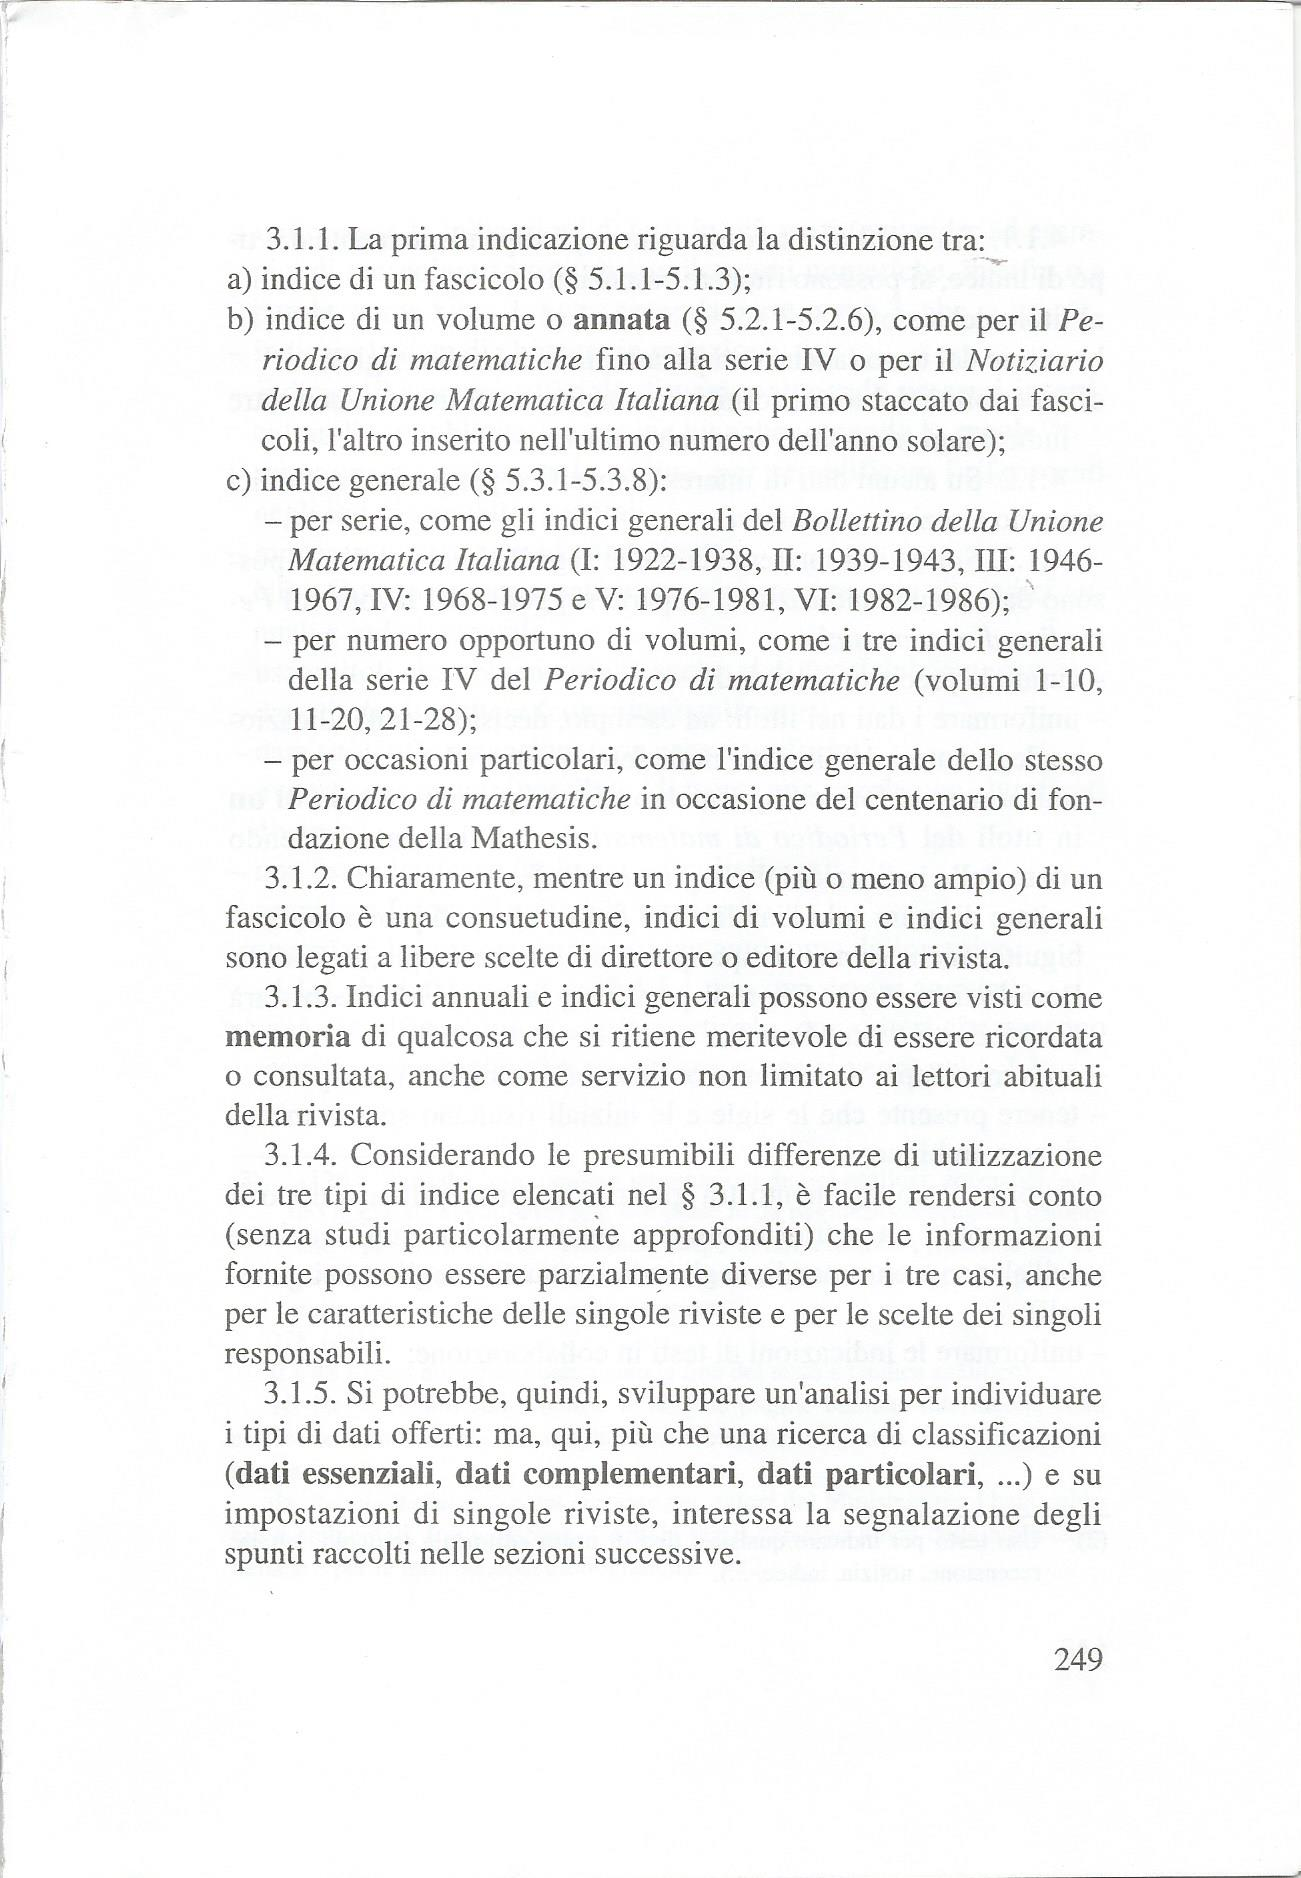 3.1.1. La prima indicazione riguarda la distinzione tra:
a) indice di un fascicolo (§ 5.1.1-5.1.3);
b) indice di un volume o annata (§ 5.2.1-5.2.6), come per il Pe-
riodico di matematiche fino alla serie IV o per il Notiziario
della Unione Matematica Italiana (il primo staccato dai fasci-
coli, l'altro inserito nell'ultimo numero dell'anno solare);
c) indice generale (§ 5.3.1-5.3.8):
– per serie, come gli indici generali del Bollettino della Unione
Matematica Italiana (I: 1922-1938, II: 1939-1943, III: 1946-
1967, IV: 1968-1975 e V: 1976-1981, VI: 1982-1986);
– per numero opportuno di volumi, come i tre indici generali
della serie IV del Periodico di matematiche (volumi 1-10,
11-20, 21-28);
– per occasioni particolari, come l'indice generale dello stesso
Periodico di matematiche in occasione del centenario di fon-
dazione della Mathesis.
3.1.2. Chiaramente, mentre un indice (più o meno ampio) di un
fascicolo è una consuetudine, indici di volumi e indici generali
sono legati a libere scelte di direttore o editore della rivista.
3.1.3. Indici annuali e indici generali possono essere visti come
memoria di qualcosa che si ritiene meritevole di essere ricordata
o consultata, anche come servizio non limitato ai lettori abituali
della rivista.
3.1.4. Considerando le presumibili differenze di utilizzazione
dei tre tipi di indice elencati nel § 3.1.1, è facile rendersi conto
(senza studi particolarmente approfonditi) che le informazioni
fornite possono essere parzialmente diverse per i tre casi, anche
per le caratteristiche delle singole riviste e per le scelte dei singoli
responsabili.
3.1.5. Si potrebbe, quindi, sviluppare un'analisi per individuare
i tipi di dati offerti: ma, qui, più che una ricerca di classificazioni
(dati essenziali, dati complementari, dati particolari, ...) e su
impostazioni di singole riviste, interessa la segnalazione degli
spunti raccolti nelle sezioni successive.
249